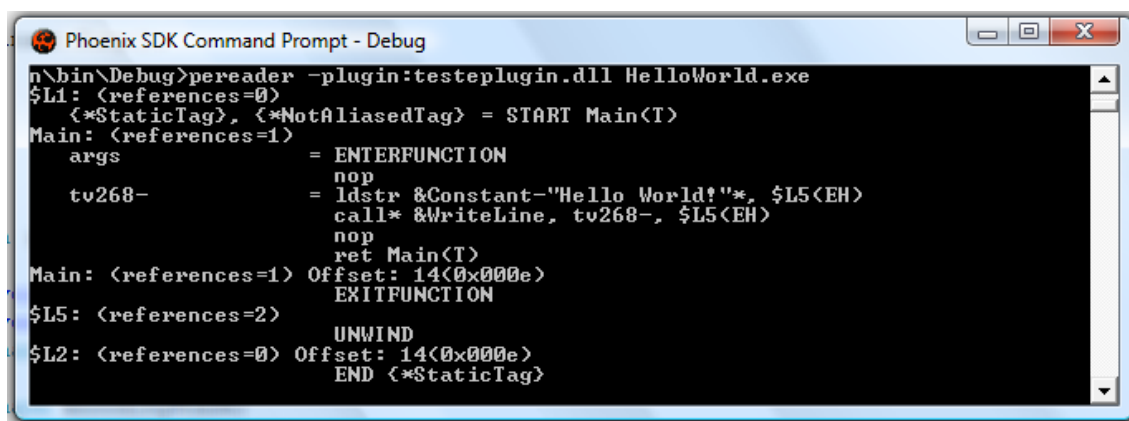 Phoenix SDK Command Prompt - Debug
n\bin\Debug>pereader -plugin:testeplugin.dll HelloWorld.exe
$L1: (references=0)
{*StaticTag}, {*NotAliasedTag} = START Main(T)
Main: (references=1)
args = ENTERFUNCTION
nop
tv268- = ldstr &Constant-"Hello World!"*, $L5(EH)
call* &WriteLine, tv268-, $L5(EH)
nop
ret Main(T)
Main: (references=1) Offset: 14(0x000e)
EXITFUNCTION
$L5: (references=2)
UNWIND
$L2: (references=0) Offset: 14(0x000e)
END {*StaticTag}